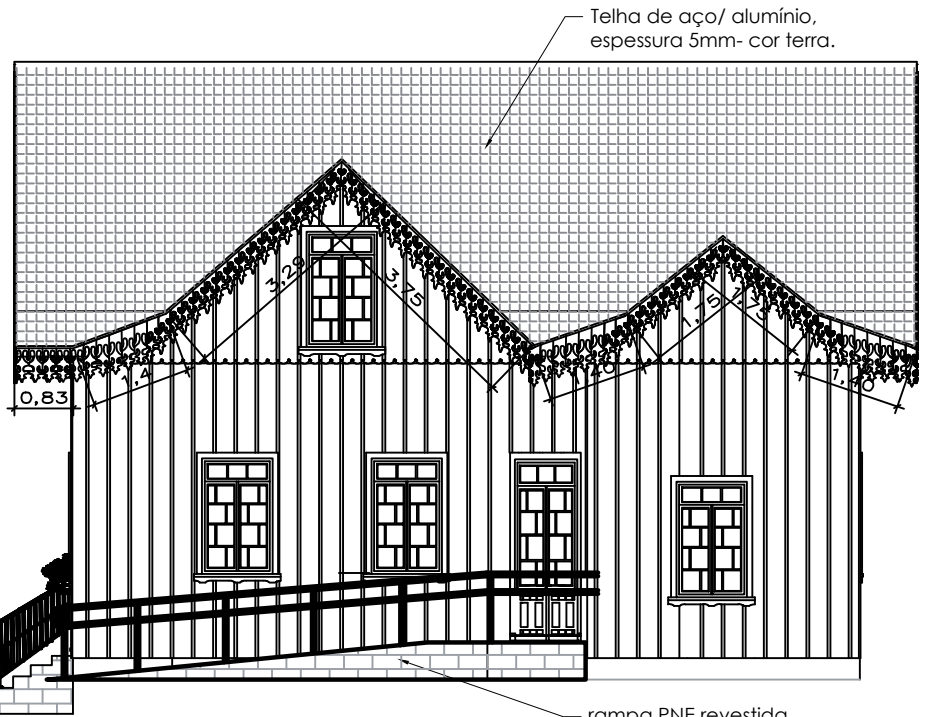 Telha de aço/ alumínio,
espessura 5mm- cor terra.
3,29
3,75
1,75
1,75
1,4
1,40
1,40
0,83
rampa PNE revestida